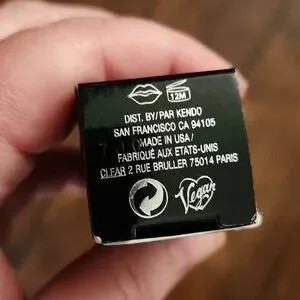 12M
DIST. BY/PAR KENDO
SAN FRANCISCO CA 94105
MADE IN USA/
FABRIQUÉ AUX ETATS-UNIS
CLEAR 2 RUE BRULLER 75014 PARIS
Vegan